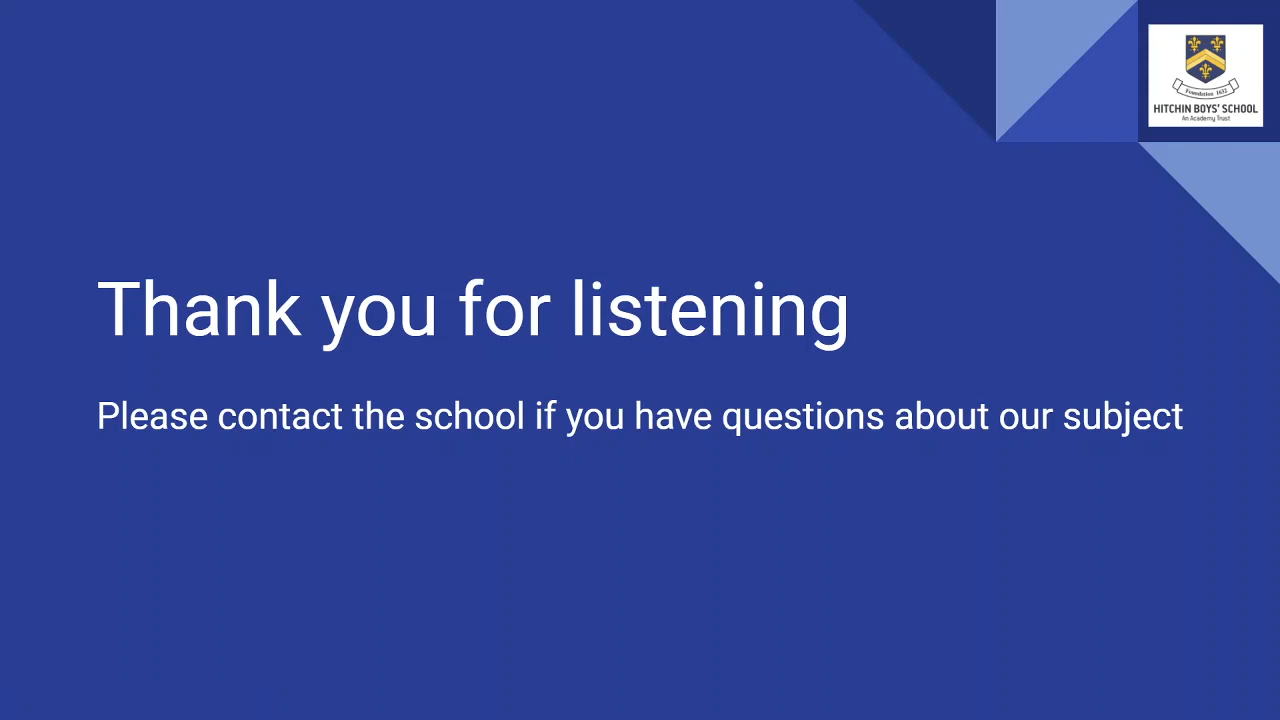 Foundation 1632
HITCHIN BOYS' SCHOOL
An Academy Trust
Thank you for listening
Please contact the school if you have questions about our subject